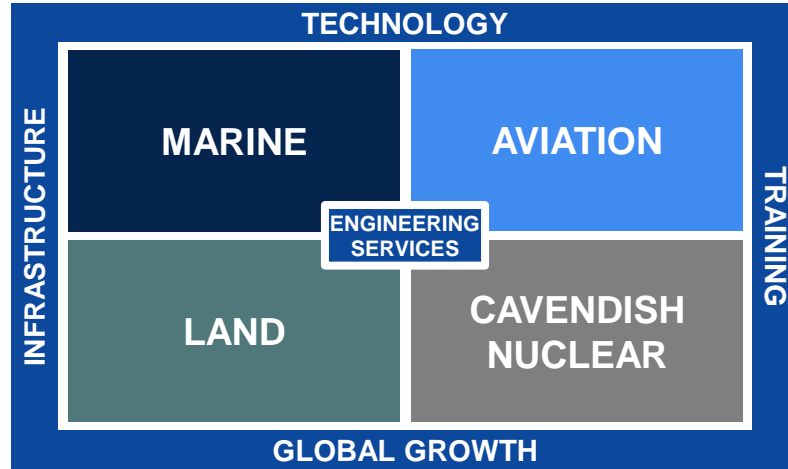 TECHNOLOGY
INFRASTRUCTURE
MARINE
AVIATION
TRAINING
ENGINEERING
SERVICES
LAND
CAVENDISH
NUCLEAR
GLOBAL GROWTH